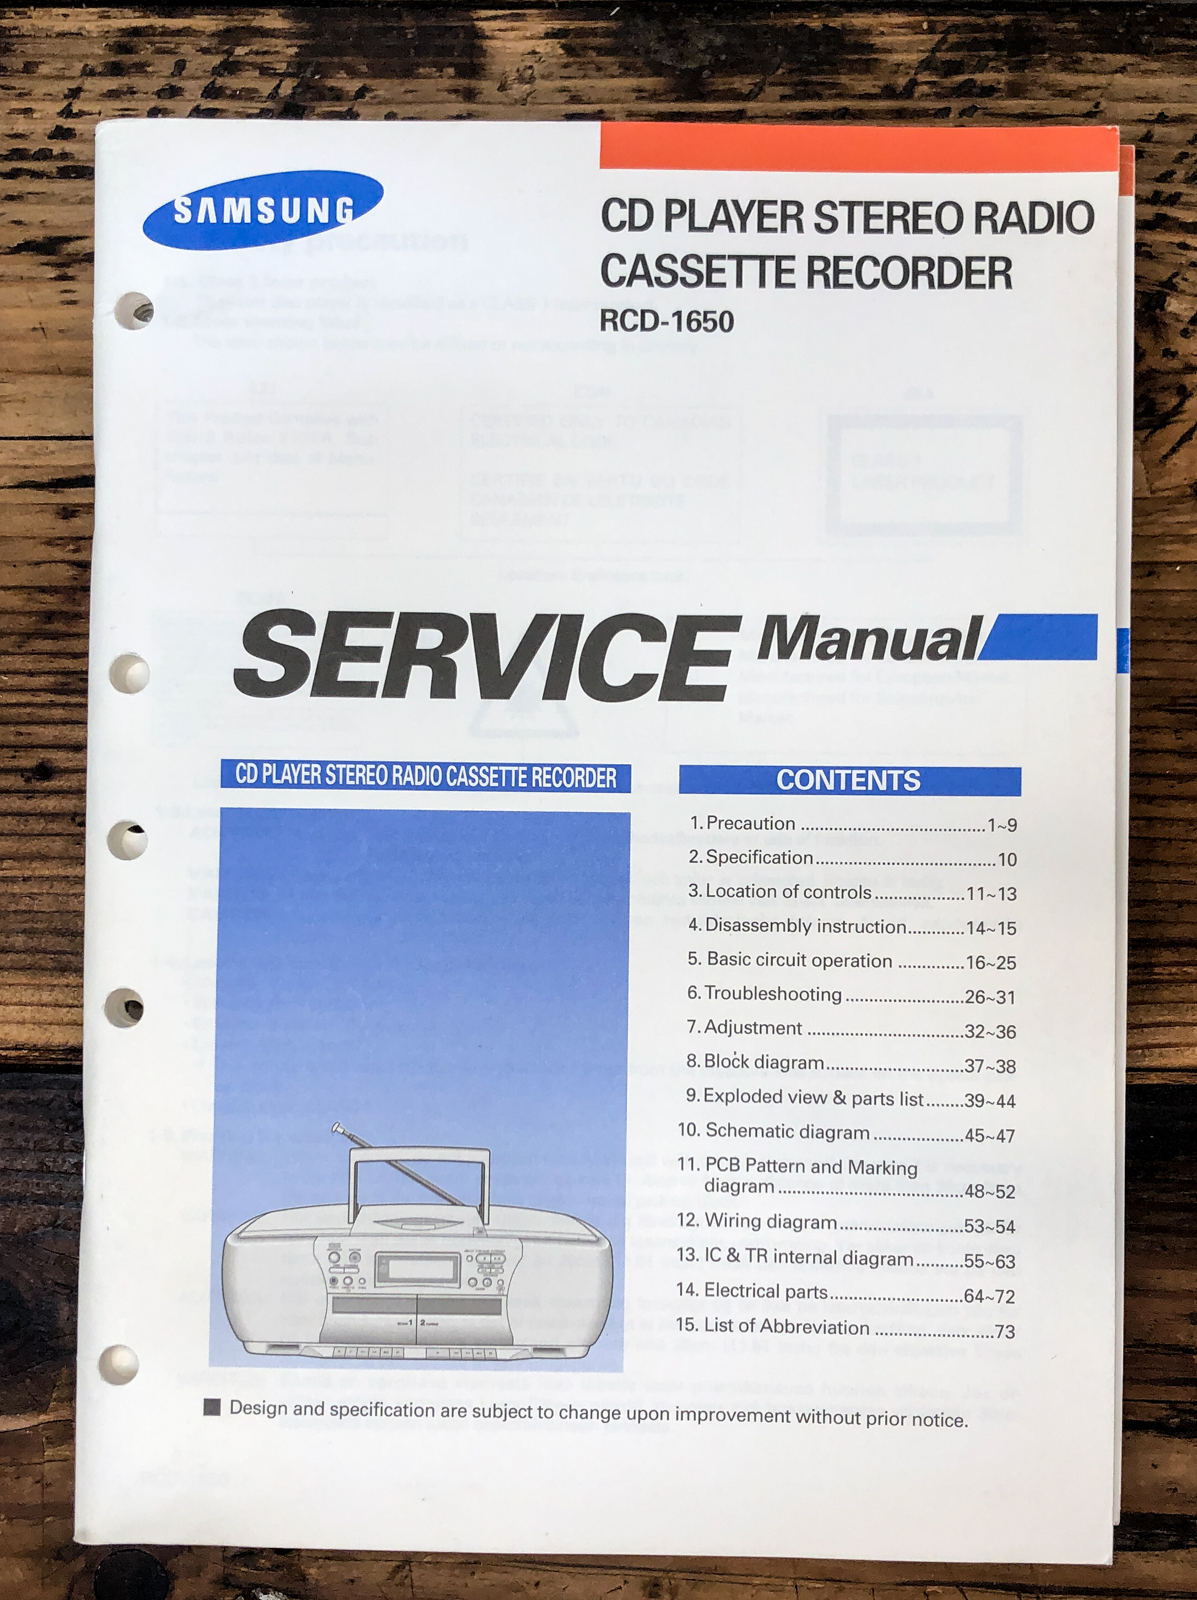 SAMSUNG
CD PLAYER STEREO RADIO
CASSETTE RECORDER
RCD-1650
SERVICE Manual
CD PLAYER STEREO RADIO CASSETTE RECORDER
CONTENTS
1. Precaution ......................................1~9
2. Specification.....................................10
3. Location of controls..................11~13
4. Disassembly instruction............14~15
5. Basic circuit operation ..............16~25
6. Troubleshooting ........................26~31
7. Adjustment ................................32~36
8. Block diagram............................37~38
9. Exploded view & parts list........39~44
10. Schematic diagram ..................45~47
11. PCB Pattern and Marking
diagram ......................................48~52
12. Wiring diagram.........................53~54
13. IC & TR internal diagram..........55~63
14. Electrical parts...........................64~72
15. List of Abbreviation ........................73
1 2
■ Design and specification are subject to change upon improvement without prior notice.